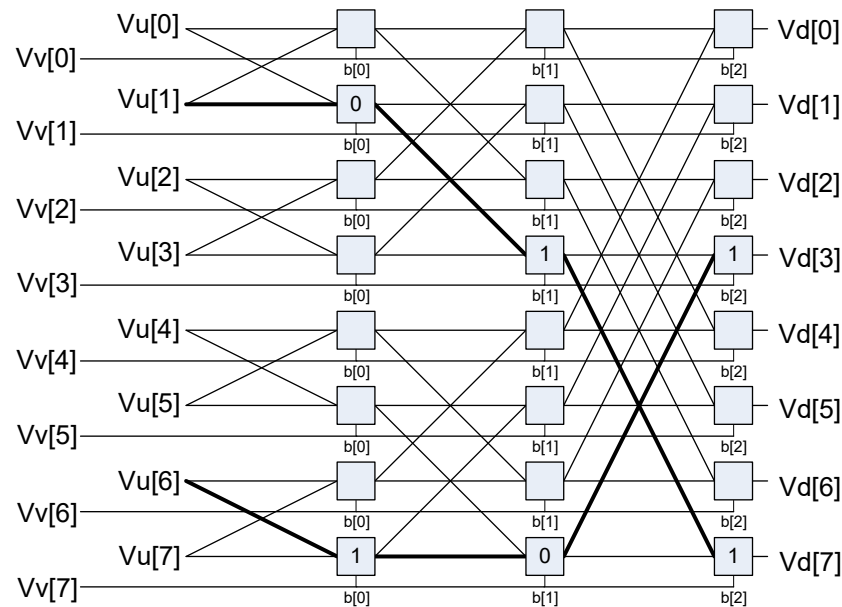 Vu[0] Vd[0]
Vv[0] b[0] b[1] b[2]
Vu[1] 0 Vd[1]
Vv[1] b[0] b[1] b[2]
Vu[2] Vd[2]
Vv[2] b[0] b[1] b[2]
Vu[3] 1 1 Vd[3]
Vv[3] b[0] b[1] b[2]
Vu[4] Vd[4]
Vv[4] b[0] b[1] b[2]
Vu[5] Vd[5]
Vv[5] b[0] b[1] b[2]
Vu[6] Vd[6]
Vv[6] b[0] b[1] b[2]
Vu[7] 1 0 1 Vd[7]
Vv[7] b[0] b[1] b[2]